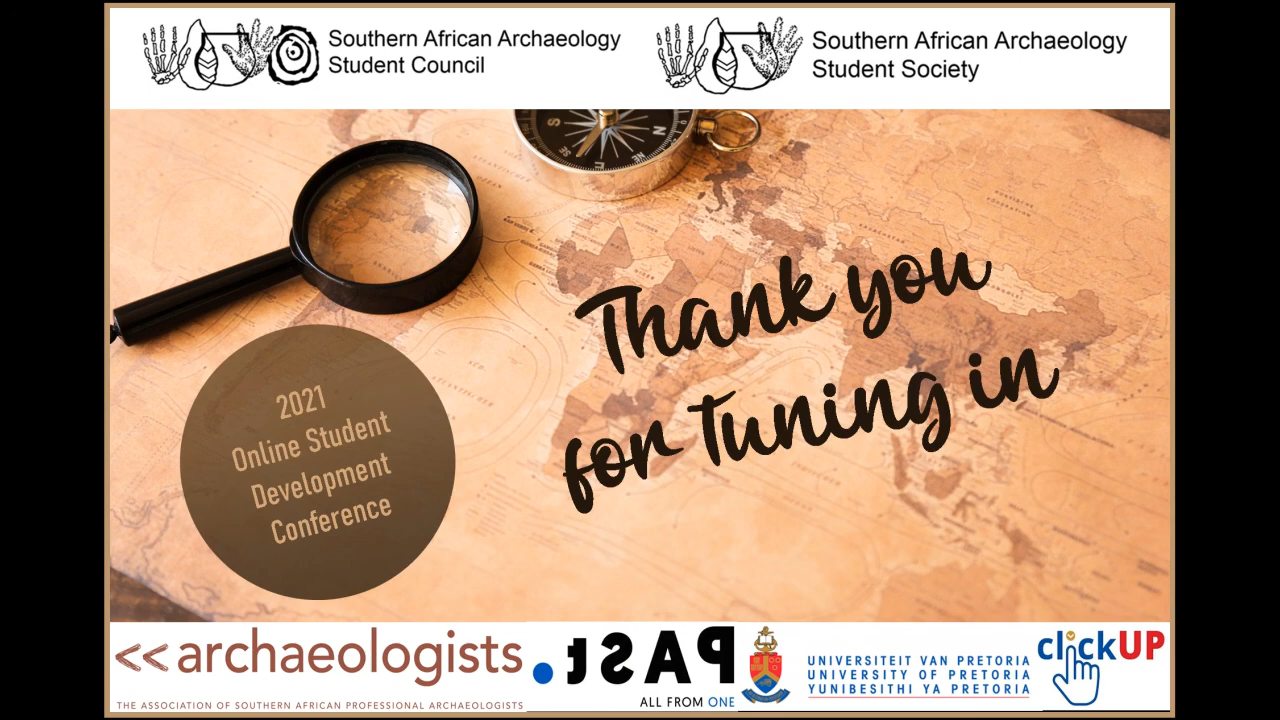 Southern African Archaeology
Student Council
Southern African Archaeology
Student Society
S
N
SE
E
NE
Thank you
for tuning in
2021
Online Student
Development
Conference
<<archaeologists
THE ASSOCIATION OF SOUTHERN AFRICAN PROFESSIONAL ARCHAEOLOGISTS
PAST.
ALL FROM ONE
UNIVERSITEIT VAN PRETORIA
UNIVERSITY OF PRETORIA
YUNIBESITHI YA PRETORIA
clickUP